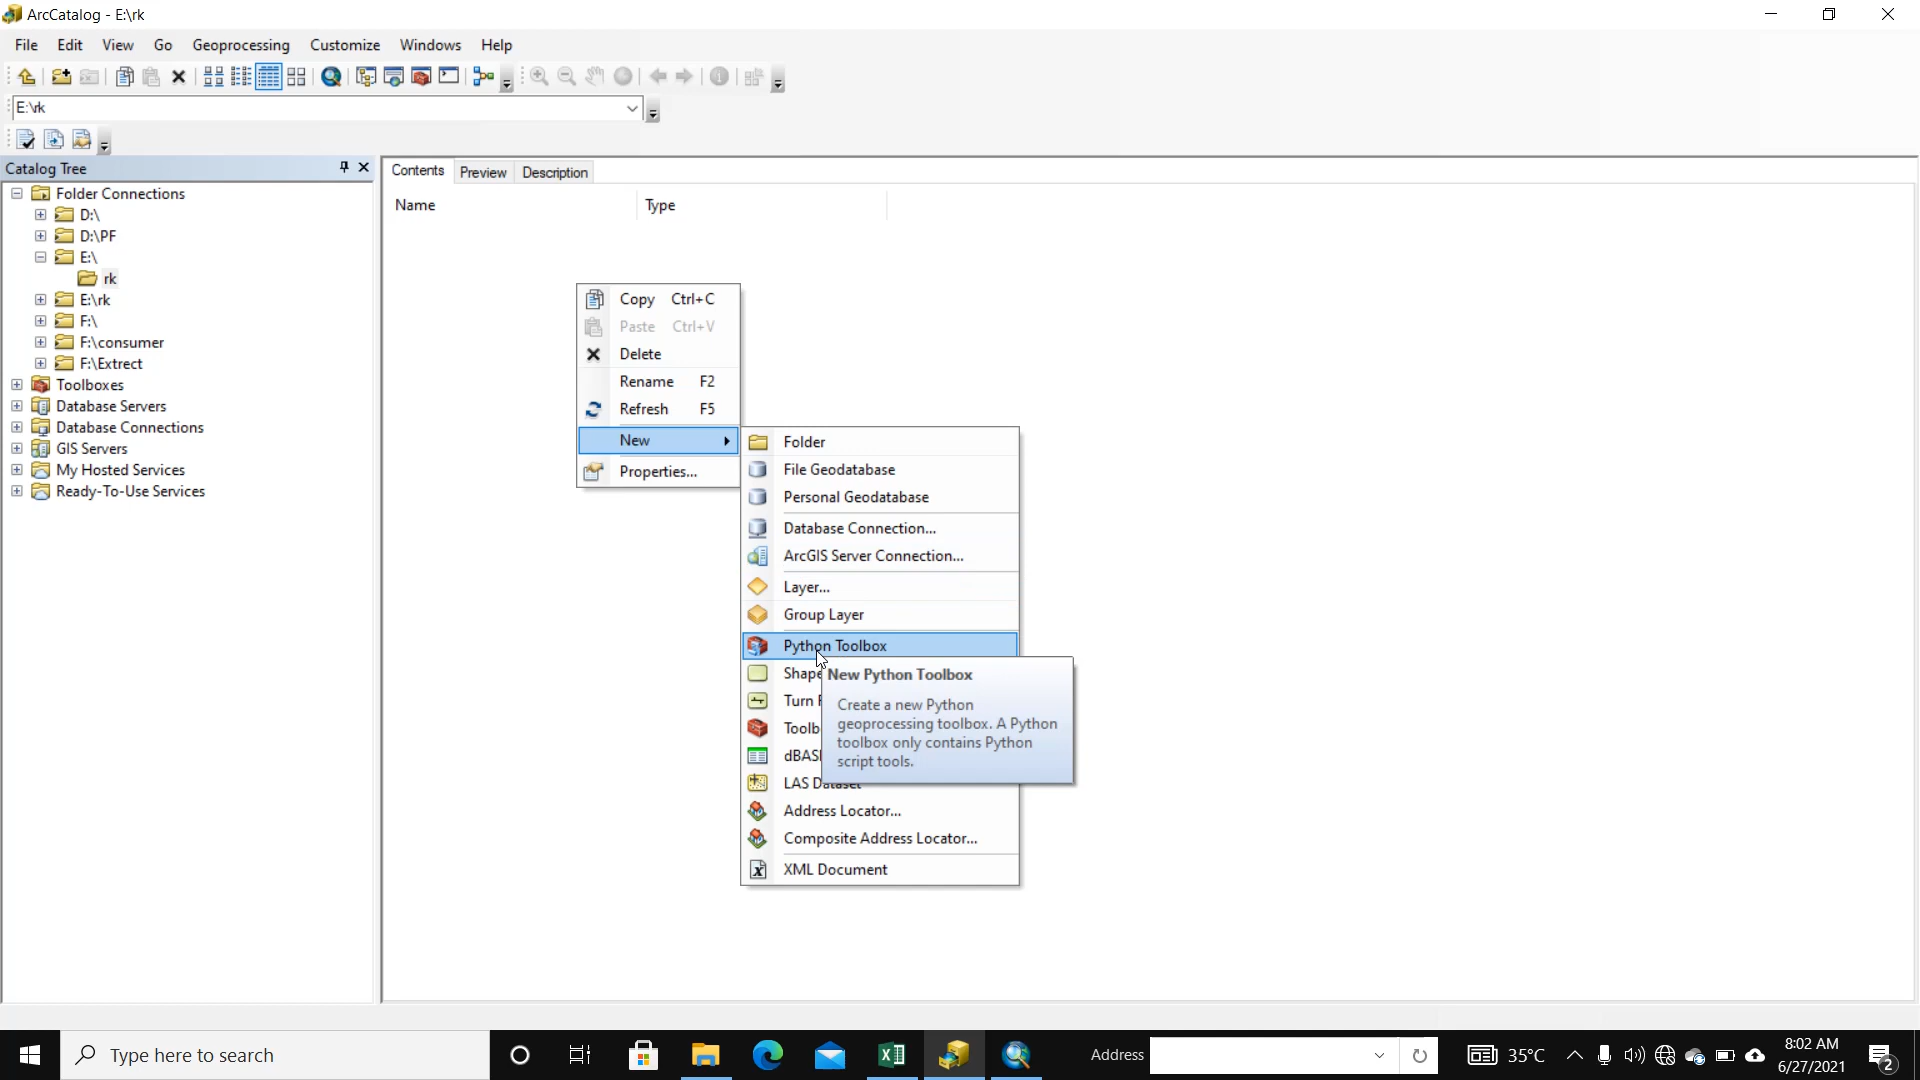 ArcCatalog - E:\rk
File Edit View Go Geoprocessing Customize Windows Help
E:\rk
Catalog Tree
Folder Connections
D:\
D:\PF
E:\
rk
E:\rk
F:\
F:\consumer
F:\Extrect
Toolboxes
Database Servers
Database Connections
GIS Servers
My Hosted Services
Ready-To-Use Services
Contents Preview Description
Name Type
Copy Ctrl+C
Paste Ctrl+V
Delete
Rename F2
Refresh F5
New
Properties...
Folder
File Geodatabase
Personal Geodatabase
Database Connection...
ArcGIS Server Connection...
Layer...
Group Layer
Python Toolbox
Shape
Turn
Toolb
dBAS
LAS Dataset
Address Locator...
Composite Address Locator...
XML Document
New Python Toolbox
Create a new Python
geoprocessing toolbox. A Python
toolbox only contains Python
script tools.
Type here to search
Address
35°C
8:02 AM
6/27/2021
2